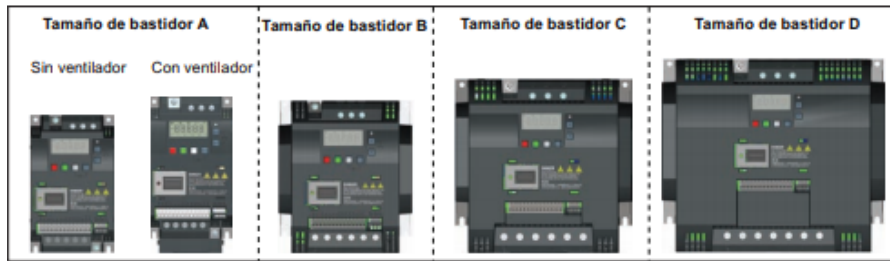 Tamaño de bastidor A
Sin ventilador
Con ventilador
Tamaño de bastidor B
Tamaño de bastidor C
Tamaño de bastidor D